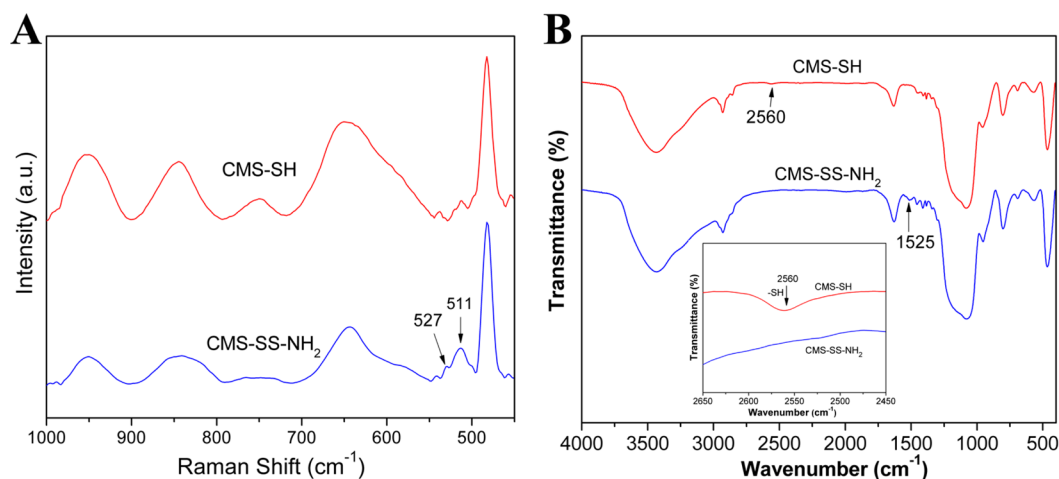 A
Intensity (a.u.)
CMS-SH
CMS-SS-NH2
527
511
1000 900 800 700 600 500
Raman Shift (cm-1)
B
Transmittance (%)
CMS-SH
2560
CMS-SS-NH2
1525
Transmittance (%)
2560
-SH
CMS-SH
CMS-SS-NH2
2650 2600 2550 2500 2450
Wavenumber (cm-1)
4000 3500 3000 2500 2000 1500 1000 500
Wavenumber (cm-1)